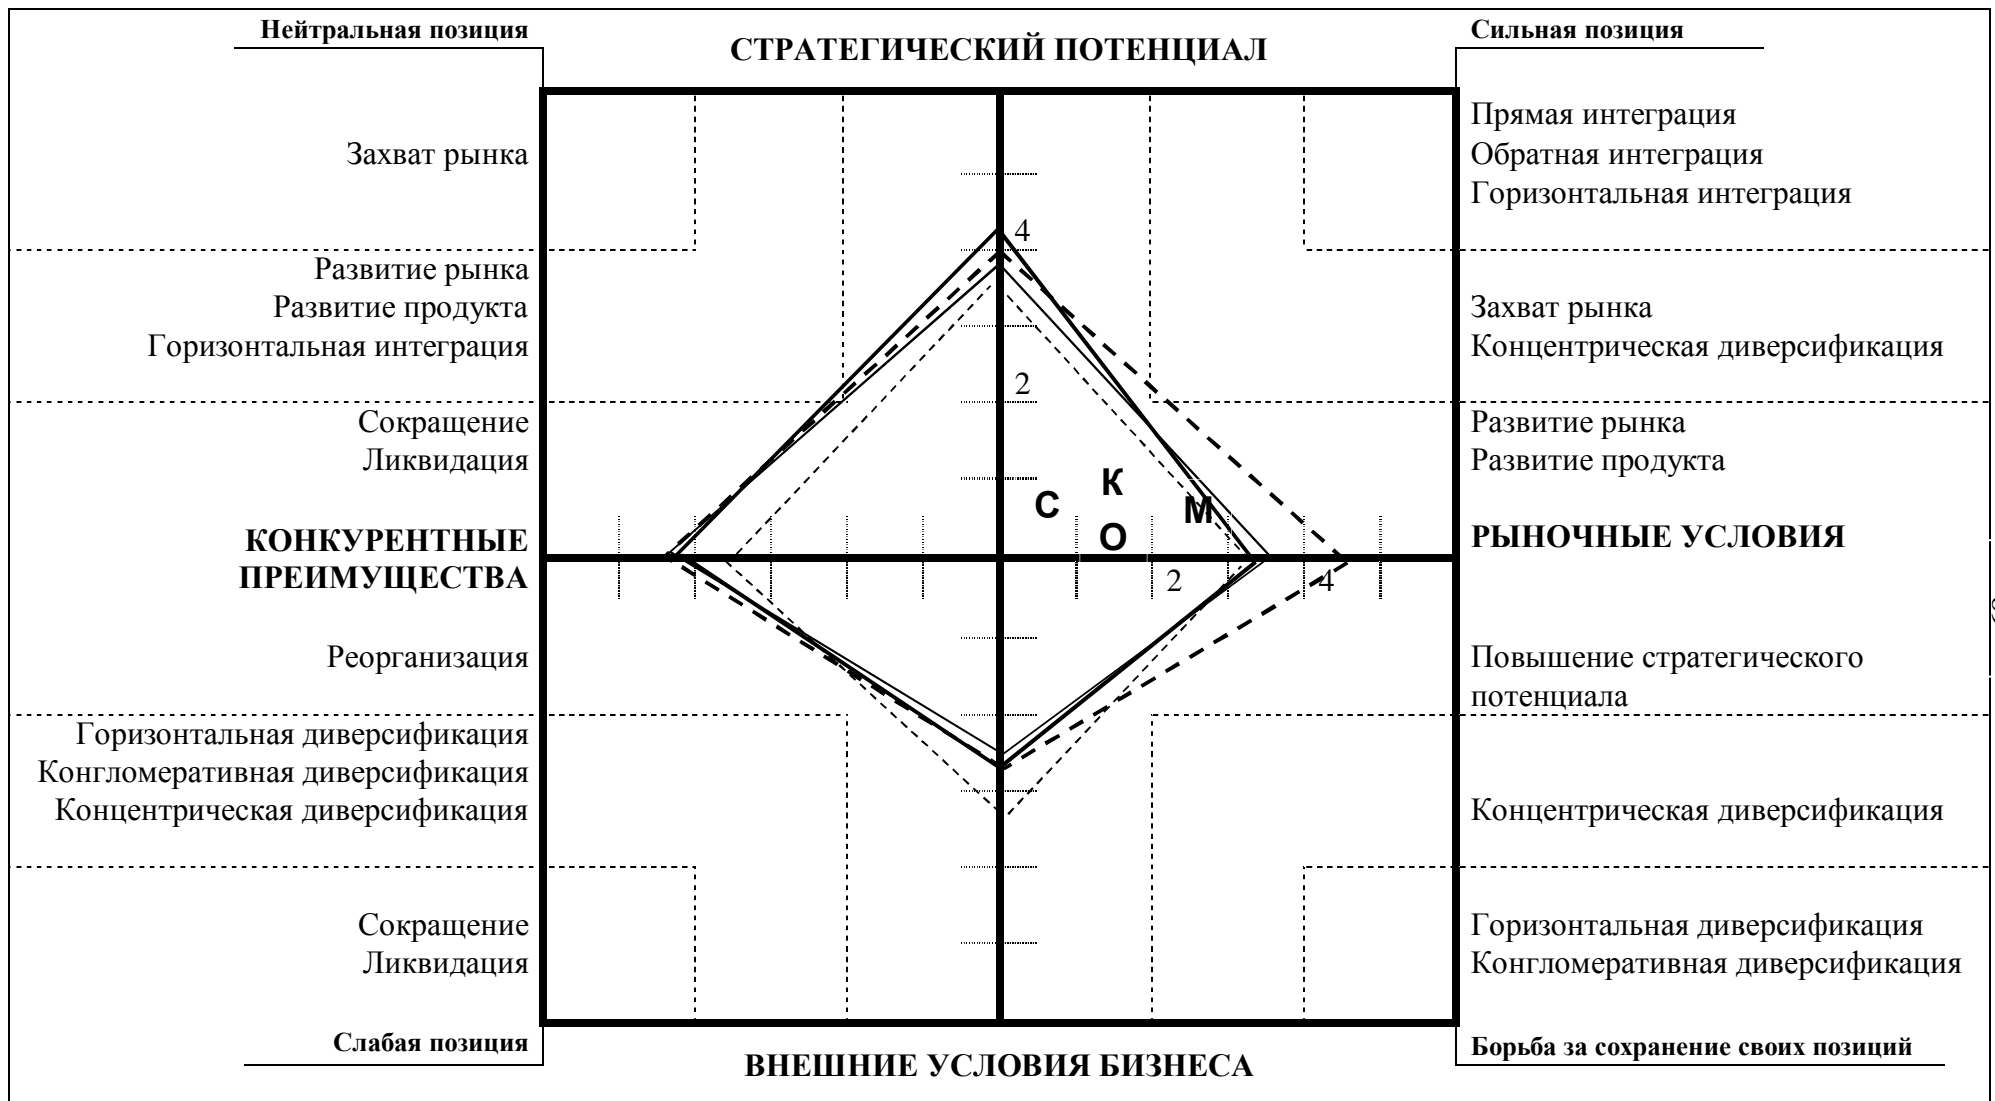 Нейтральная позиция
СТРАТЕГИЧЕСКИЙ ПОТЕНЦИАЛ
Сильная позиция
Захват рынка
Прямая интеграция
Обратная интеграция
Горизонтальная интеграция
4
Развитие рынка
Развитие продукта
Горизонтальная интеграция
Захват рынка
Концентрическая диверсификация
2
Сокращение
Ликвидация
Развитие рынка
Развитие продукта
С
К
М
О
КОНКУРЕНТНЫЕ
ПРЕИМУЩЕСТВА
РЫНОЧНЫЕ УСЛОВИЯ
2
4
Реорганизация
Повышение стратегического
потенциала
Горизонтальная диверсификация
Конгломеративная диверсификация
Концентрическая диверсификация
Концентрическая диверсификация
Сокращение
Ликвидация
Горизонтальная диверсификация
Конгломеративная диверсификация
Слабая позиция
ВНЕШНИЕ УСЛОВИЯ БИЗНЕСА
Борьба за сохранение своих позиций